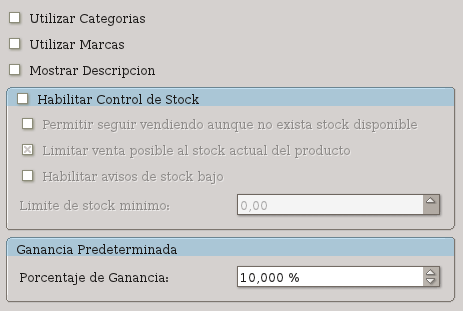 Utilizar Categorias
Utilizar Marcas
Mostrar Descripcion
Habilitar Control de Stock
Permitir seguir vendiendo aunque no exista stock disponible
Limitar venta posible al stock actual del producto
Habilitar avisos de stock bajo
Limite de stock minimo: 0,00
Ganancia Predeterminada
Porcentaje de Ganancia: 10,000 %